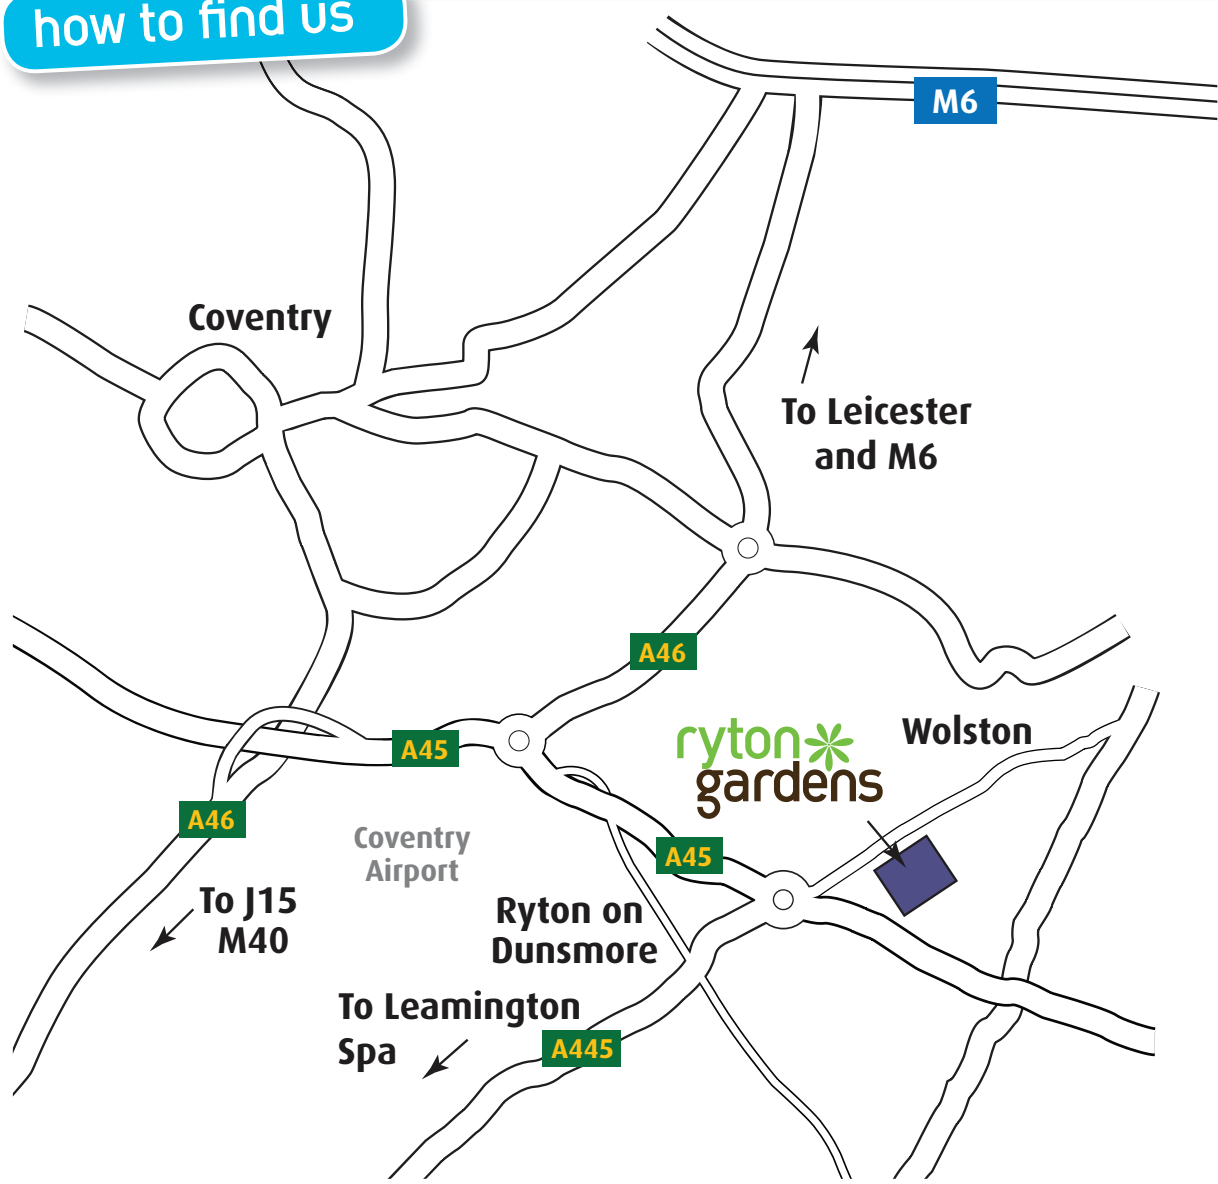 how to find us
M6
Coventry
To Leicester
and M6
A46
ryton
gardens
Wolston
A45
A46
Coventry
Airport
A45
To J15
M40
Ryton on
Dunsmore
To Leamington
Spa
A445